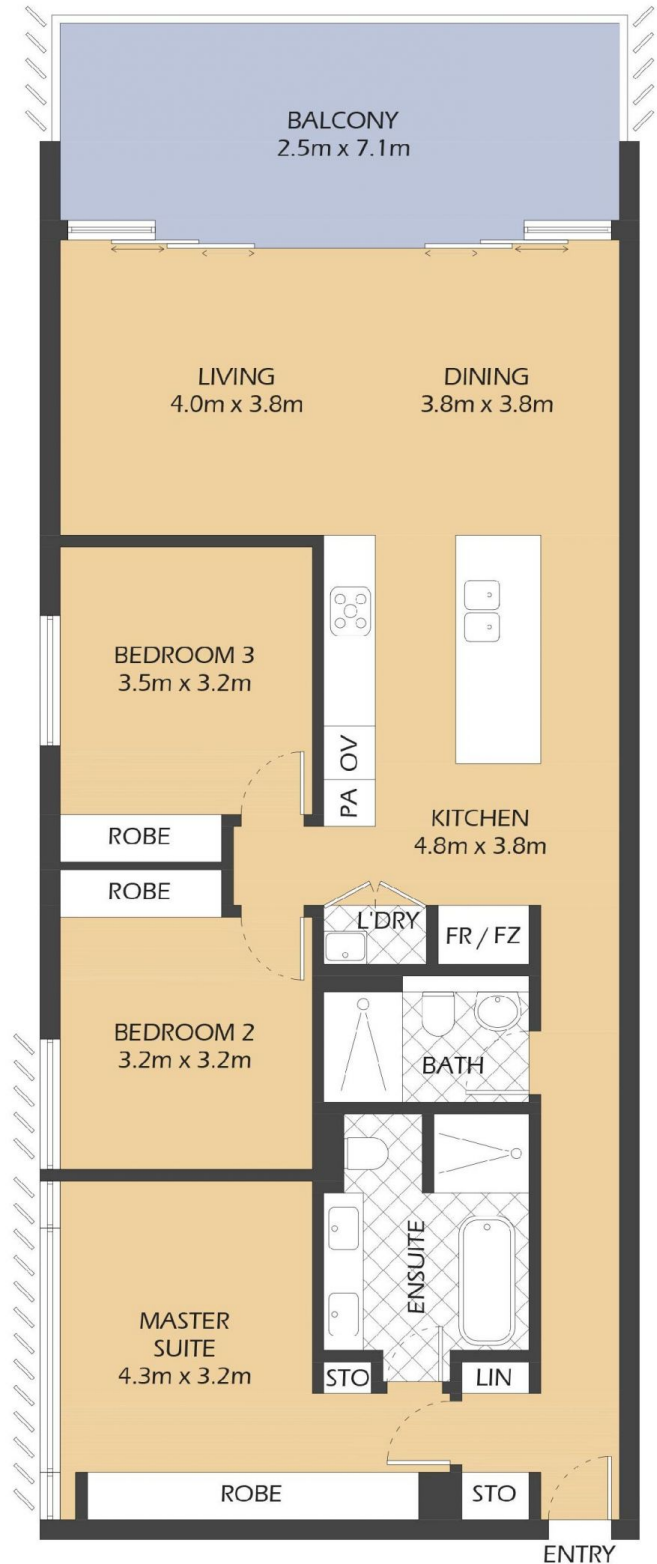 BALCONY
2.5m x 7.1m
LIVING
4.0m x 3.8m
DINING
3.8m x 3.8m
BEDROOM 3
3.5m x 3.2m
OV
PA
KITCHEN
4.8m x 3.8m
ROBE
ROBE
L'DRY
FR / FZ
BEDROOM 2
3.2m x 3.2m
BATH
ENSUITE
MASTER
SUITE
4.3m x 3.2m
STO
LIN
ROBE
STO
ENTRY